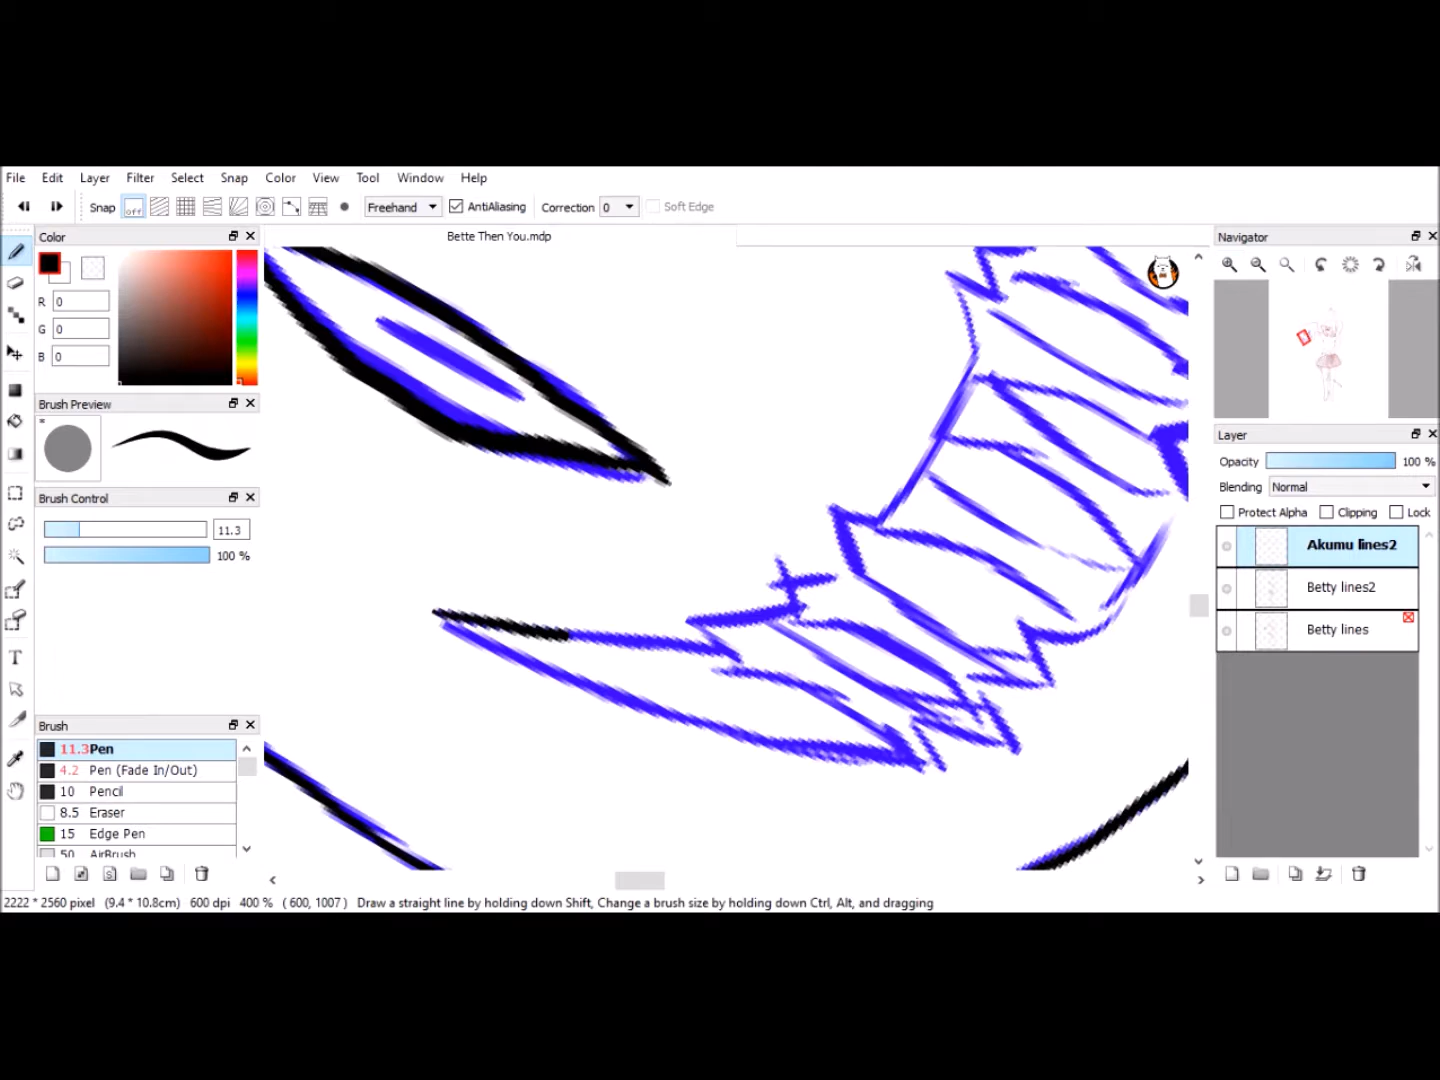 File Edit Layer Filter Select Snap Color View Tool Window Help
Snap off Freehand AntiAliasing Correction 0 Soft Edge
Color
Bette Then You.mdp
Navigator
R 0
G 0
B 0
Brush Preview
Brush Control
11.3
100 %
Layer
Opacity 100 %
Blending Normal
Protect Alpha Clipping Lock
Akumu lines2
Betty lines2
Betty lines
Brush
11.3 Pen
4.2 Pen (Fade In/Out)
10 Pencil
8.5 Eraser
15 Edge Pen
50 AirBrush
2222 * 2560 pixel (9.4 * 10.8cm) 600 dpi 400 % ( 600, 1007 ) Draw a straight line by holding down Shift, Change a brush size by holding down Ctrl, Alt, and dragging